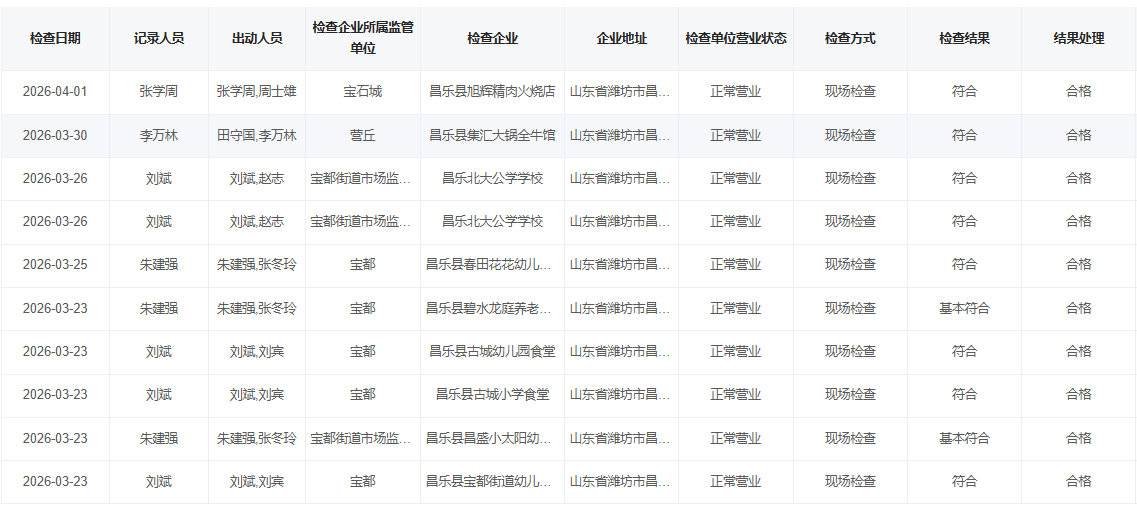 检查日期 记录人员 出动人员 检查企业所属监管单位 检查企业 企业地址 检查单位营业状态 检查方式 检查结果 结果处理
2026-04-01 张学周 张学周,周士雄 宝石城 昌乐县旭辉精肉火烧店 山东省潍坊市昌... 正常营业 现场检查 符合 合格
2026-03-30 李万林 田守国,李万林 营丘 昌乐县集汇大锅全牛馆 山东省潍坊市昌... 正常营业 现场检查 符合 合格
2026-03-26 刘斌 刘斌,赵志 宝都街道市场监... 昌乐北大公学学校 山东省潍坊市昌... 正常营业 现场检查 符合 合格
2026-03-26 刘斌 刘斌,赵志 宝都街道市场监... 昌乐北大公学学校 山东省潍坊市昌... 正常营业 现场检查 符合 合格
2026-03-25 朱建强 朱建强,张冬玲 宝都 昌乐县春田花花幼儿... 山东省潍坊市昌... 正常营业 现场检查 符合 合格
2026-03-23 朱建强 朱建强,张冬玲 宝都 昌乐县碧水龙庭养老... 山东省潍坊市昌... 正常营业 现场检查 基本符合 合格
2026-03-23 刘斌 刘斌,刘宾 宝都 昌乐县古城幼儿园食堂 山东省潍坊市昌... 正常营业 现场检查 符合 合格
2026-03-23 刘斌 刘斌,刘宾 宝都 昌乐县古城小学食堂 山东省潍坊市昌... 正常营业 现场检查 符合 合格
2026-03-23 朱建强 朱建强,张冬玲 宝都街道市场监... 昌乐县昌盛小太阳幼... 山东省潍坊市昌... 正常营业 现场检查 基本符合 合格
2026-03-23 刘斌 刘斌,刘宾 宝都 昌乐县宝都街道幼儿... 山东省潍坊市昌... 正常营业 现场检查 符合 合格